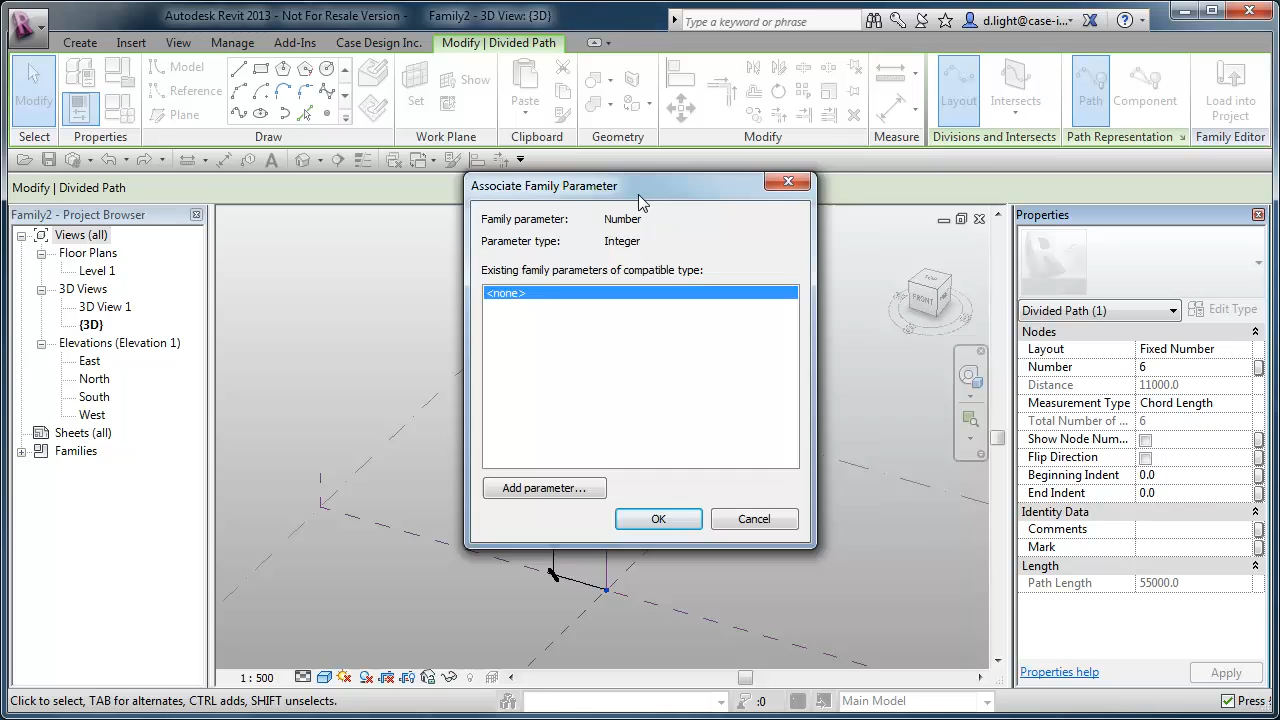 Autodesk Revit 2013 - Not For Resale Version - Family2 - 3D View: {3D}
Type a keyword or phrase
d.light@case-i...
Create Insert View Manage Add-Ins Case Design Inc. Modify | Divided Path
Modify
Model
Reference
Plane
Show
Set
Paste
Layout
Intersects
Path
Component
Load into
Project
Select Properties Draw Work Plane Clipboard Geometry Modify Measure Divisions and Intersects Path Representation Family Editor
Modify | Divided Path
Family2 - Project Browser
Views (all)
Floor Plans
Level 1
3D Views
3D View 1
{3D}
Elevations (Elevation 1)
East
North
South
West
Sheets (all)
Families
Associate Family Parameter
Family parameter: Number
Parameter type: Integer
Existing family parameters of compatible type:
<none>
Add parameter...
OK Cancel
FRONT
Properties
Divided Path (1) Edit Type
Nodes
Layout Fixed Number
Number 6
Distance 11000.0
Measurement Type Chord Length
Total Number of ... 6
Show Node Num...
Flip Direction
Beginning Indent 0.0
End Indent 0.0
Identity Data
Comments
Mark
Length
Path Length 55000.0
Properties help Apply
1 : 500
Click to select, TAB for alternates, CTRL adds, SHIFT unselects.
:0
Main Model
Press